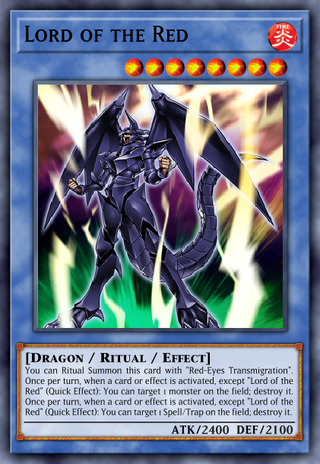 Lord of the Red
FIRE
炎
[Dragon / Ritual / Effect]
You can Ritual Summon this card with "Red-Eyes Transmigration".
Once per turn, when a card or effect is activated, except "Lord of the
Red" (Quick Effect): You can target 1 monster on the field; destroy it.
Once per turn, when a card or effect is activated, except "Lord of the
Red" (Quick Effect): You can target 1 Spell/Trap on the field; destroy it.
ATK/2400 DEF/2100